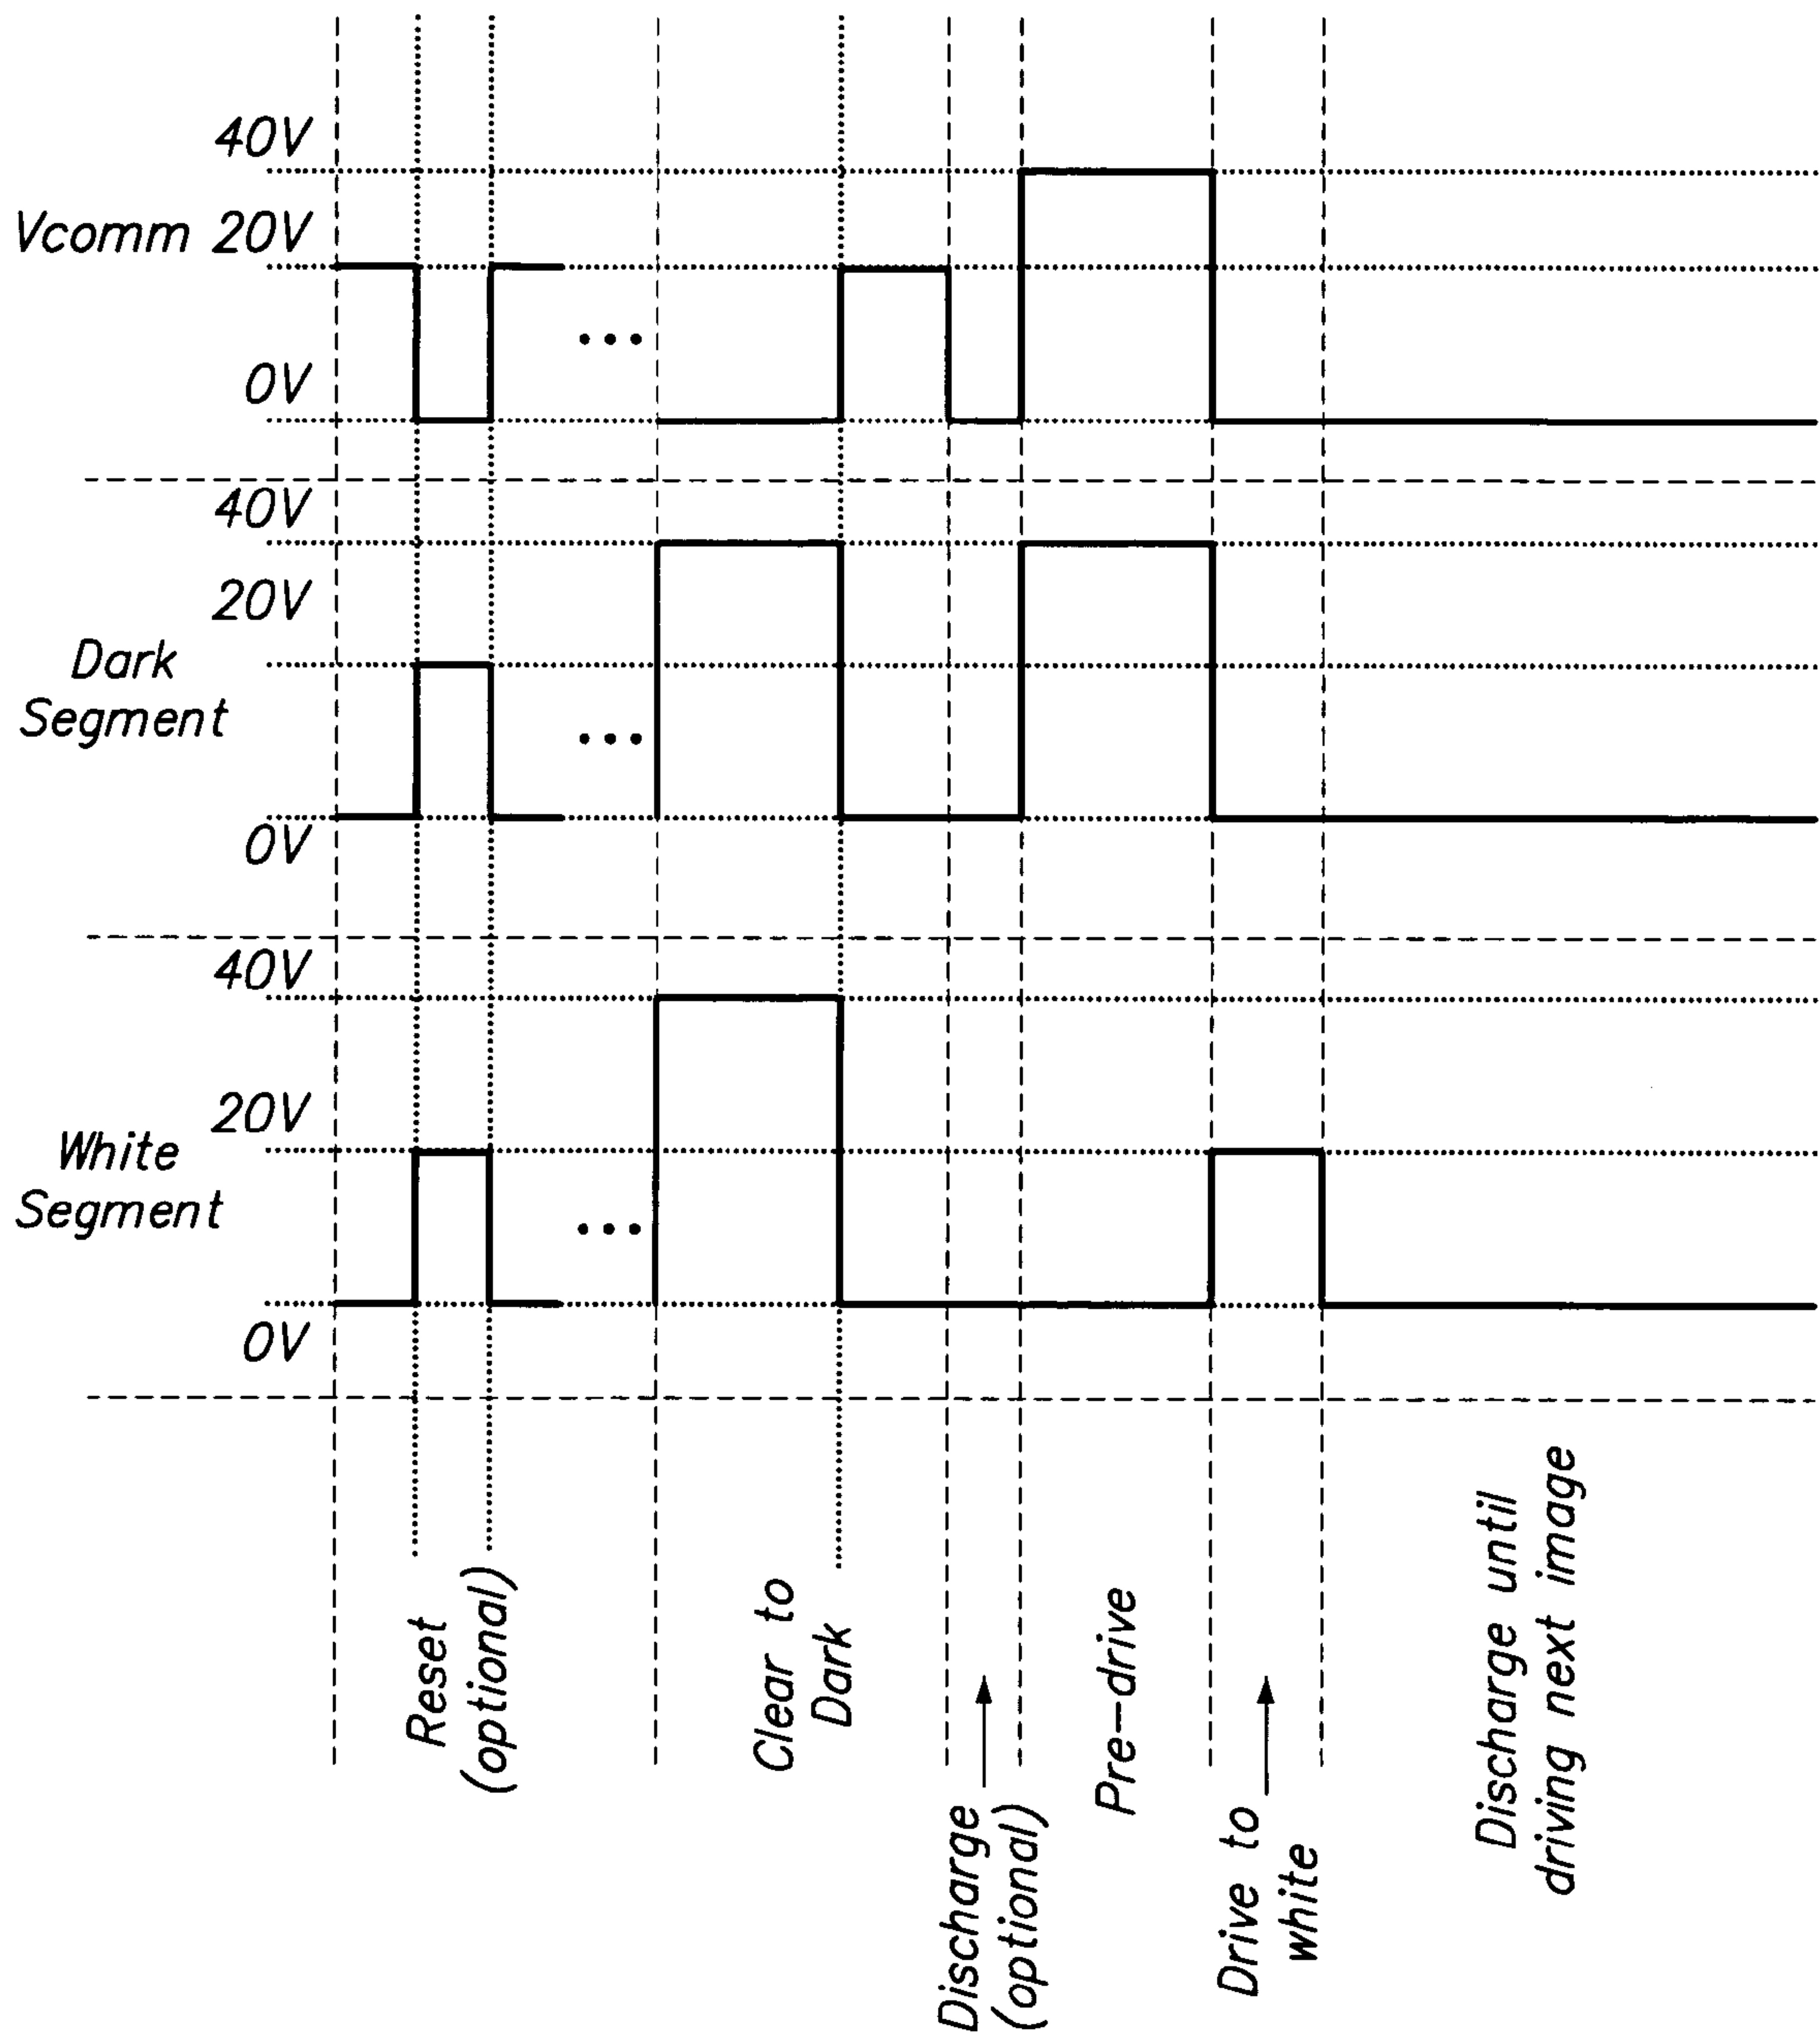 40V
Vcomm 20V
0V
40V
20V
Dark
Segment
0V
40V
20V
White
Segment
0V
Reset
(optional)
Clear to
Dark
Discharge
(optional)
Pre-drive
Drive to
white
Discharge until
driving next image